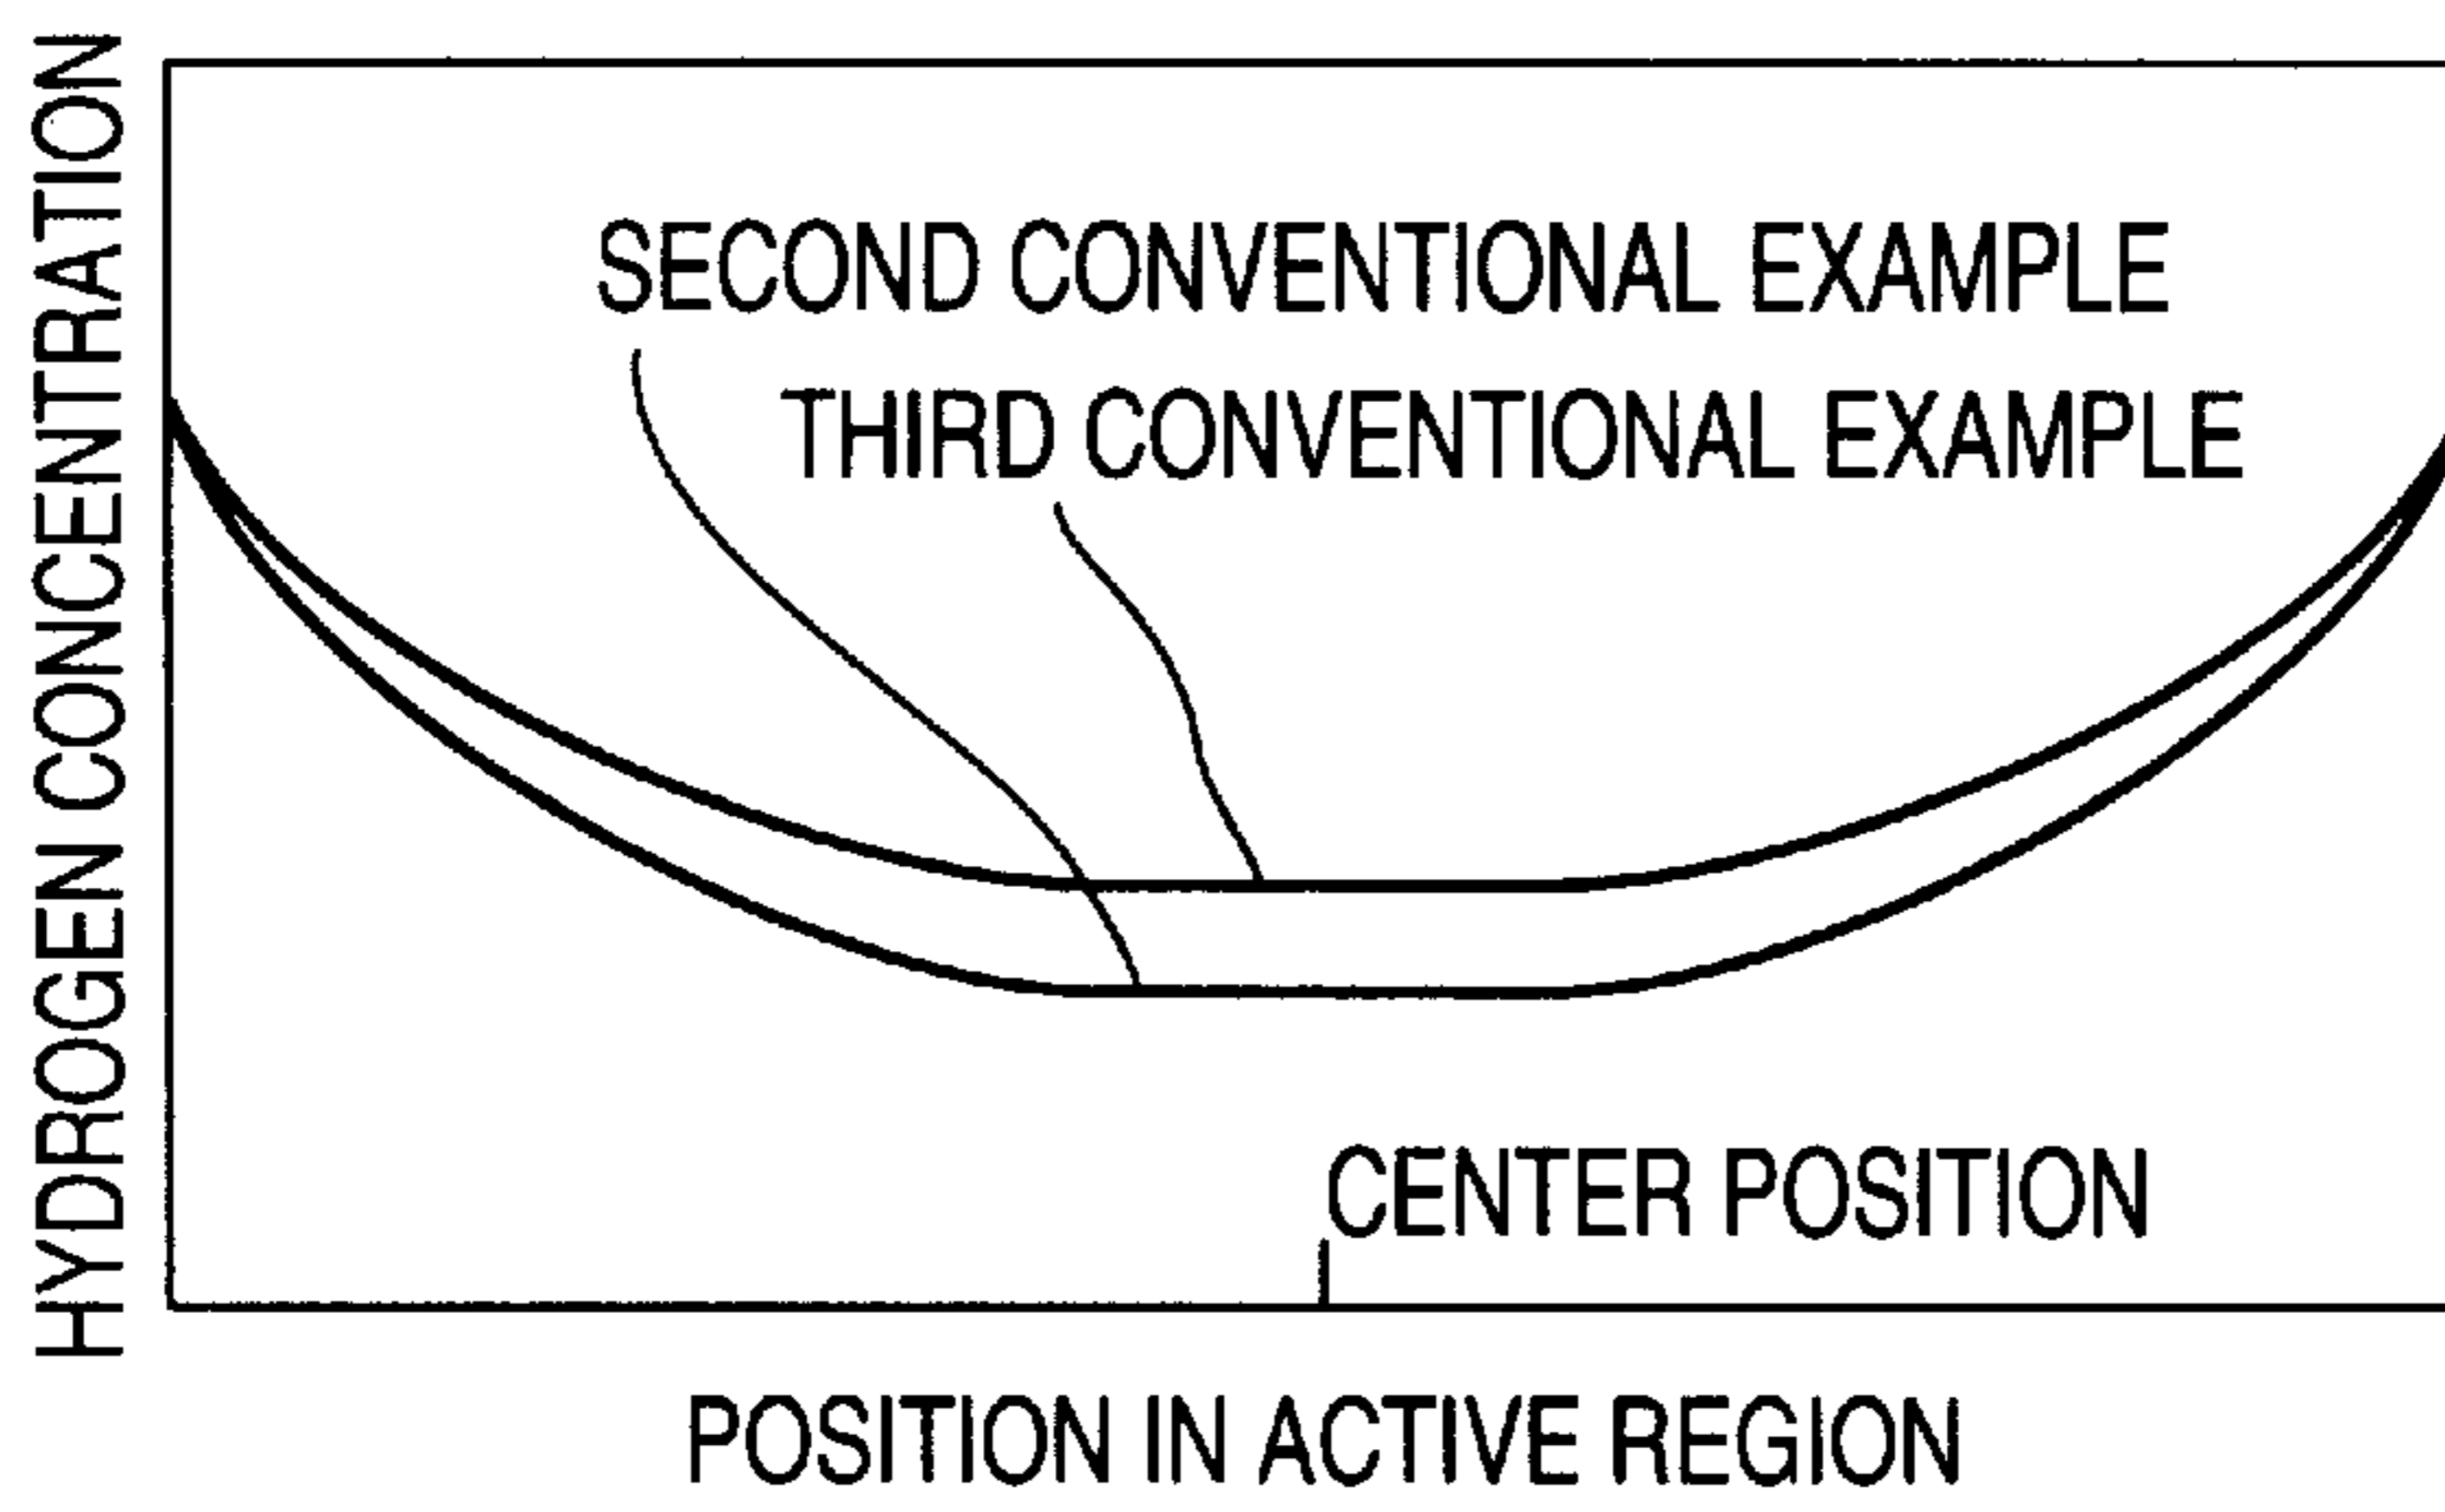 HYDROGEN CONCENTRATION
SECOND CONVENTIONAL EXAMPLE
THIRD CONVENTIONAL EXAMPLE
CENTER POSITION
POSITION IN ACTIVE REGION